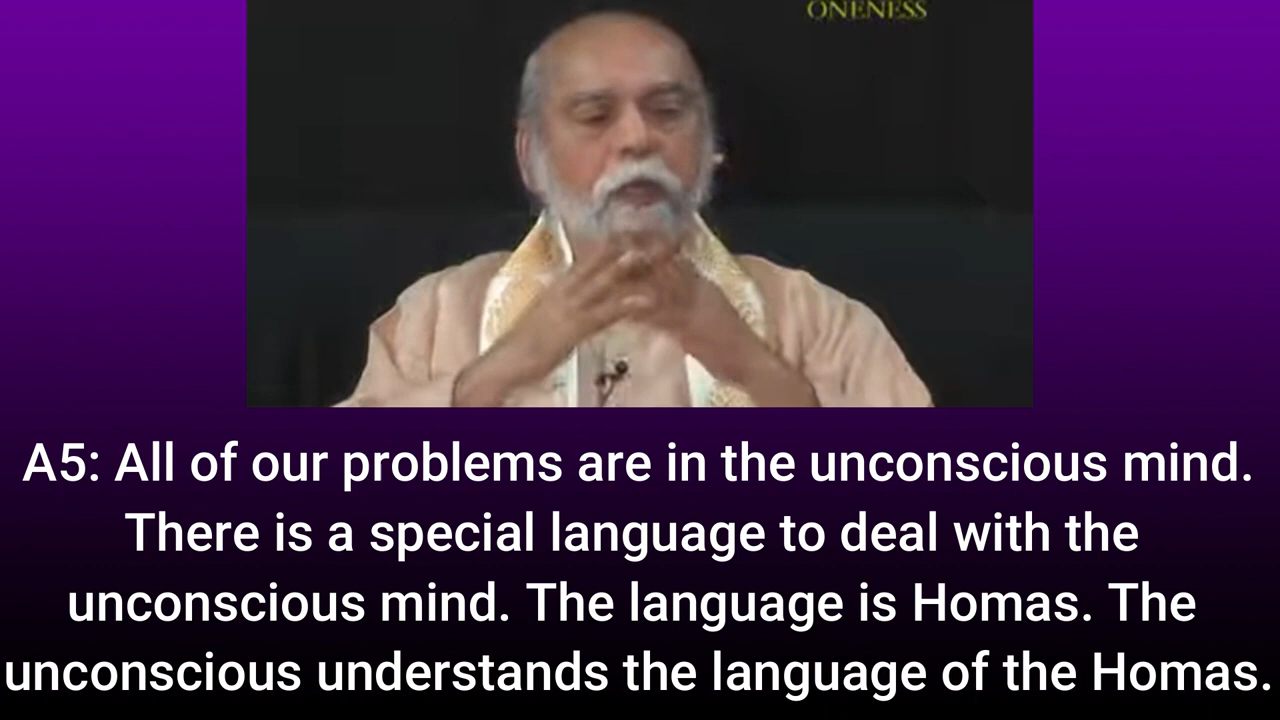 ONENESS
A5: All of our problems are in the unconscious mind.
There is a special language to deal with the
unconscious mind. The language is Homas. The
unconscious understands the language of the Homas.